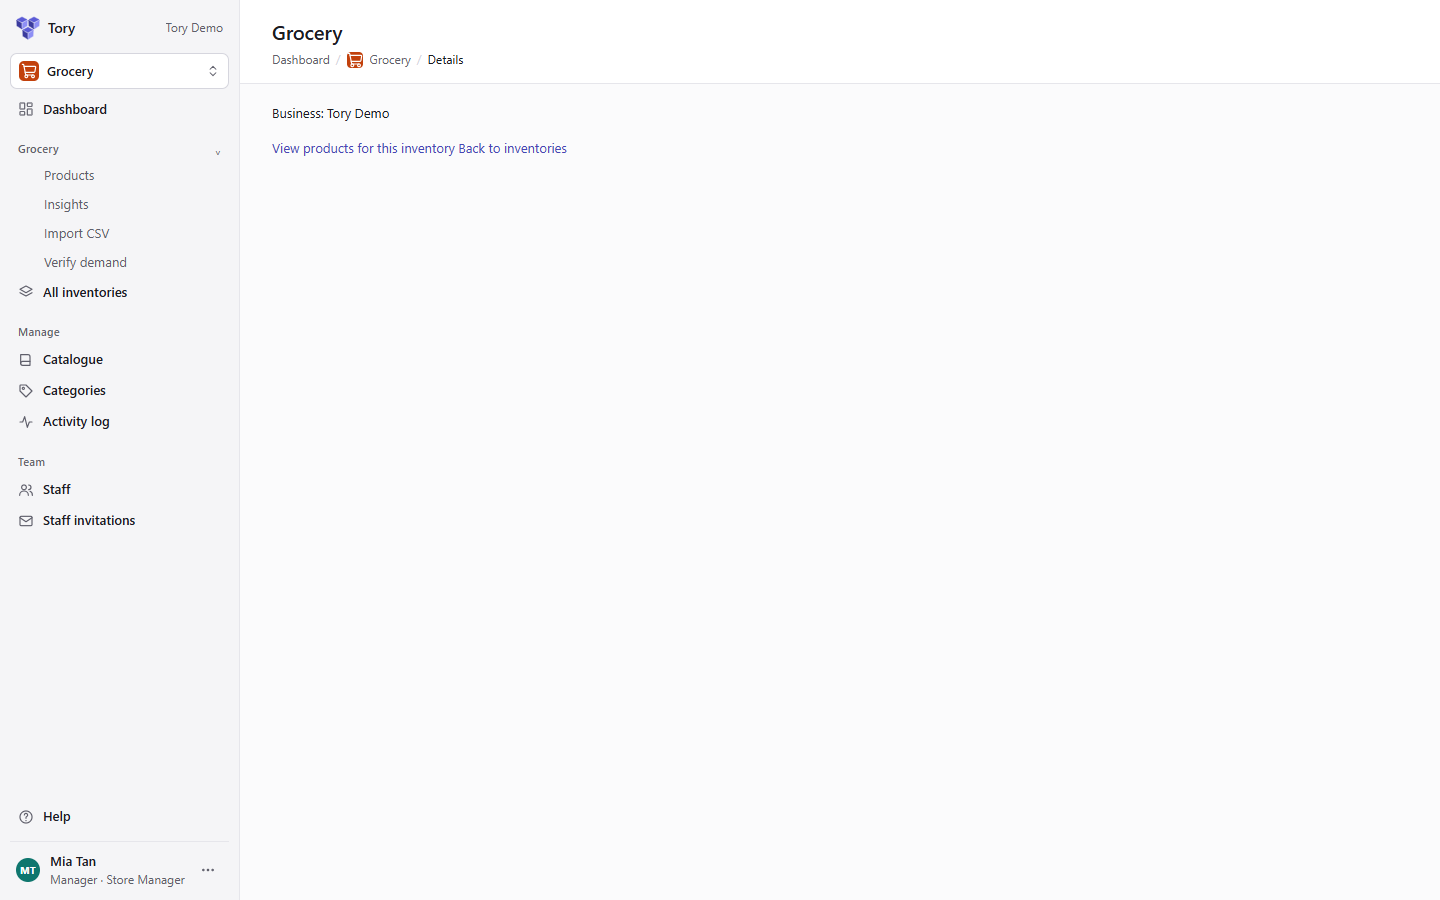 Tory
Tory Demo
Grocery
Dashboard
Grocery
Products
Insights
Import CSV
Verify demand
All inventories
Manage
Catalogue
Categories
Activity log
Team
Staff
Staff invitations
Help
MT
Mia Tan
Manager · Store Manager
Grocery
Dashboard / Grocery / Details
Business: Tory Demo
View products for this inventory Back to inventories